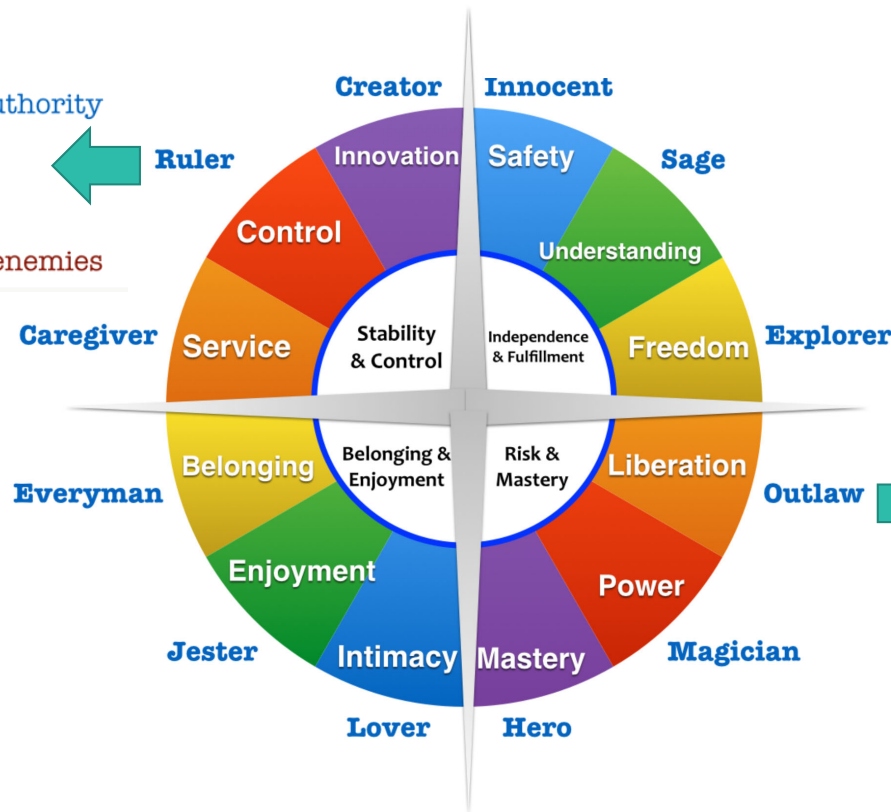 Creator
Innocent
uthority
Ruler
Innovation
Safety
Sage
Control
Understanding
enemies
Caregiver
Service
Stability
& Control
Independence
& Fulfillment
Freedom
Explorer
Everyman
Belonging
Belonging &
Enjoyment
Risk &
Mastery
Liberation
Outlaw
Enjoyment
Power
Jester
Intimacy
Mastery
Magician
Lover
Hero